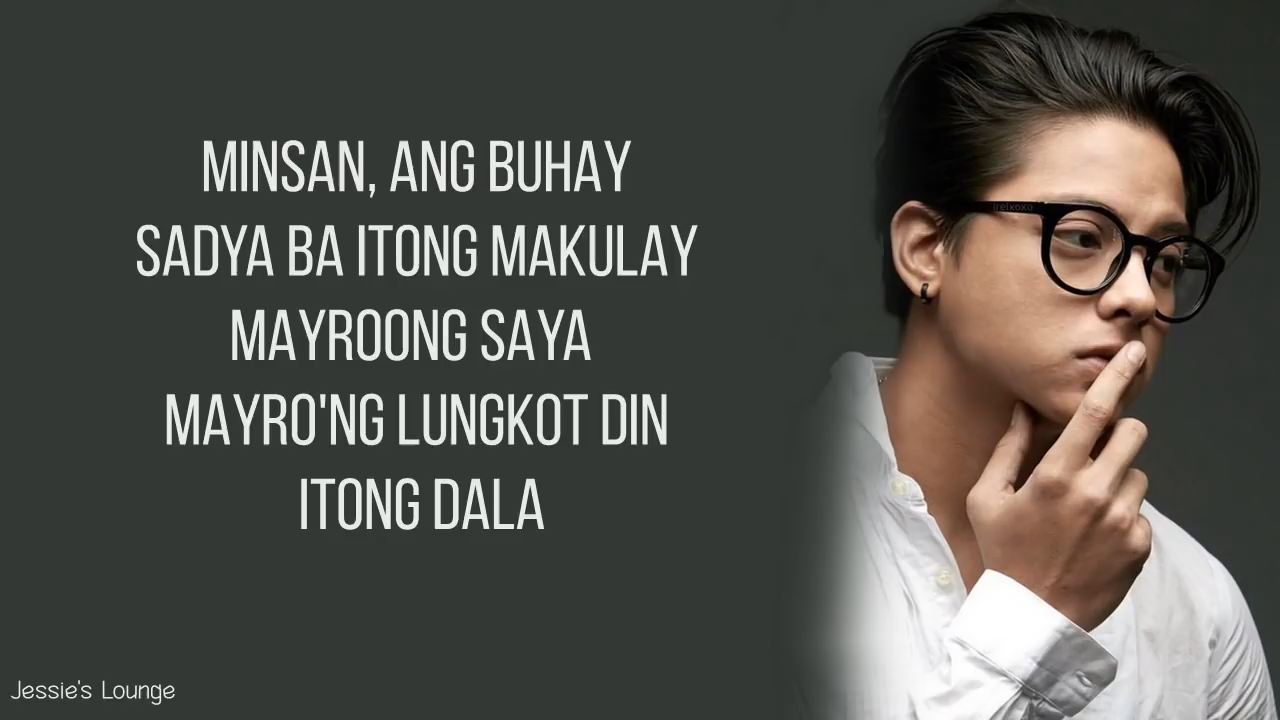 MINSAN, ANG BUHAY
SADYA BA ITONG MAKULAY
MAYROONG SAYA
MAYRO'NG LUNGKOT DIN
ITONG DALA
Jessie's Lounge